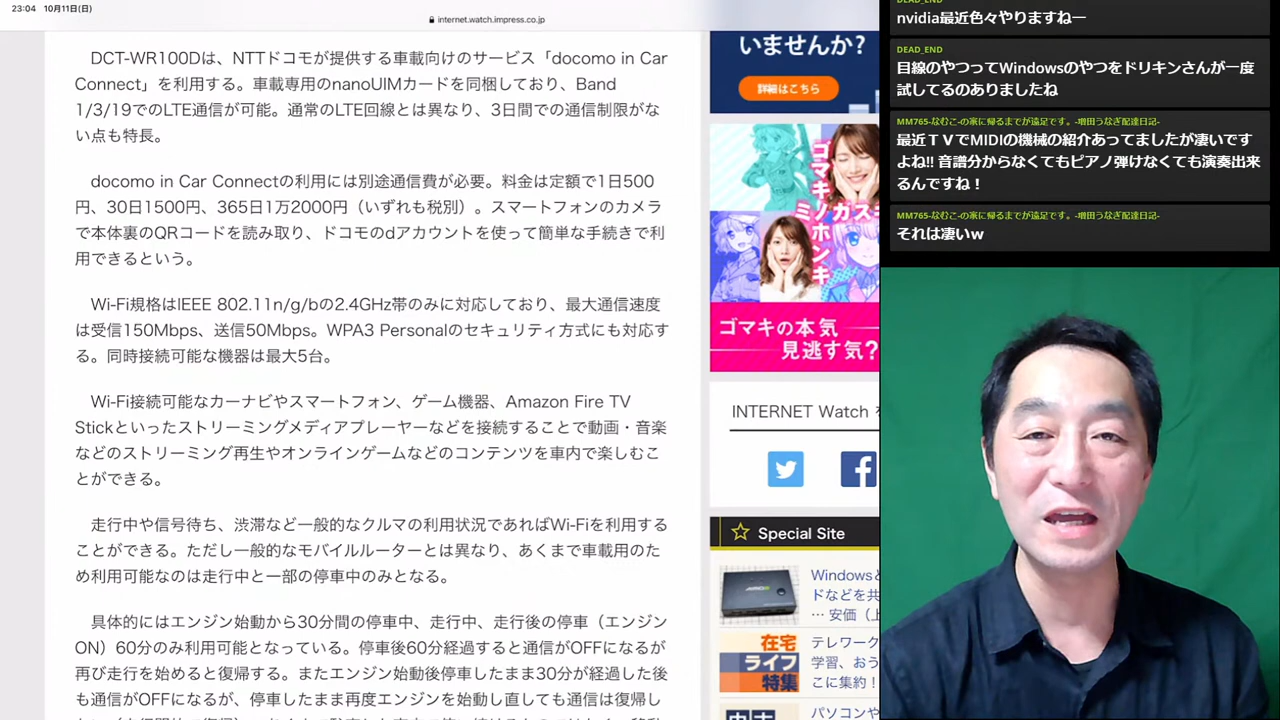 23:04 10月11日(日)
internet.watch.impress.co.jp
DCT-WR100Dは、NTTドコモが提供する車載向けのサービス「docomo in Car
Connect」を利用する。車載専用のnanoUIMカードを同梱しており、Band
1/3/19でのLTE通信が可能。通常のLTE回線とは異なり、3日間での通信制限がな
い点も特長。
docomo in Car Connectの利用には別途通信費が必要。料金は定額で1日500
円、30日1500円、365日1万2000円（いずれも税別）。スマートフォンのカメラ
で本体裏のQRコードを読み取り、ドコモのdアカウントを使って簡単な手続きで利
用できるという。
Wi-Fi規格はIEEE 802.11n/g/bの2.4GHz帯のみに対応しており、最大通信速度
は受信150Mbps、送信50Mbps。WPA3 Personalのセキュリティ方式にも対応す
る。同時接続可能な機器は最大5台。
Wi-Fi接続可能なカーナビやスマートフォン、ゲーム機器、Amazon Fire TV
Stickといったストリーミングメディアプレーヤーなどを接続することで動画・音楽
などのストリーミング再生やオンラインゲームなどのコンテンツを車内で楽しむこ
とができる。
走行中や信号待ち、渋滞など一般的なクルマの利用状況であればWi-Fiを利用する
ことができる。ただし一般的なモバイルルーターとは異なり、あくまで車載用のた
め利用可能なのは走行中と一部の停車中のみとなる。
具体的にはエンジン始動から30分間の停車中、走行中、走行後の停車（エンジン
ON）60分のみ利用可能となっている。停車後60分経過すると通信がOFFになるが
再び走行を始めると復帰する。またエンジン始動後停車したまま30分が経過した後
も通信がOFFになるが、停車したまま再度エンジンを始動し直しても通信は復帰し
いませんか?
詳細はこちら
ゴマキ
ミノガスキ
ホンキ
ゴマキの本気
見逃す気?
INTERNET Watch を
Special Site
Windowsと
ドなどを共
… 安価（上
在宅
ライフ
特集
テレワーク
学習、おう
こに集約！
パソコンや
DEAD_END
nvidia最近色々やりますねー
DEAD_END
目線のやつってWindowsのやつをドリキンさんが一度
試してるのありましたね
MM765-なむこ-の家に帰るまでが遠足です。-増田うなぎ配達日記-
最近ＴＶでMIDIの機械の紹介あってましたが凄いです
よね!! 音譜分からなくてもピアノ弾けなくても演奏出来
るんですね！
MM765-なむこ-の家に帰るまでが遠足です。-増田うなぎ配達日記-
それは凄いw